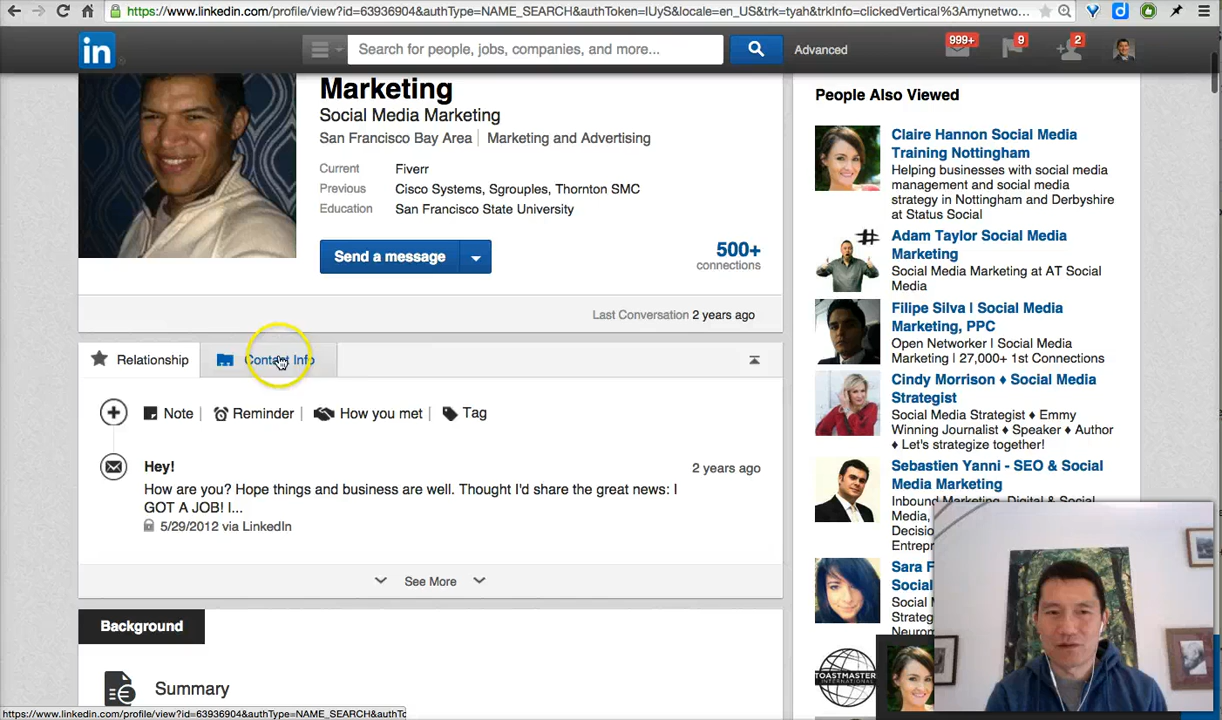 https://www.linkedin.com/profile/view?id=63936904&authType=NAME_SEARCH&authToken=IUyS&locale=en_US&trk=tyah&trkInfo=clickedVertical%3Amynetwo...
in
Search for people, jobs, companies, and more...
Advanced
999+
9
2
Marketing
Social Media Marketing
San Francisco Bay Area
Marketing and Advertising
Current
Fiverr
Previous
Cisco Systems, Sgrouples, Thornton SMC
Education
San Francisco State University
Send a message
500+
connections
Last Conversation 2 years ago
Relationship
Contact Info
Note
Reminder
How you met
Tag
Hey!
2 years ago
How are you? Hope things and business are well. Thought I'd share the great news: I
GOT A JOB! I...
5/29/2012 via LinkedIn
See More
Background
Summary
https://www.linkedin.com/profile/view?id=63936904&authType=NAME_SEARCH&authTo
People Also Viewed
Claire Hannon Social Media
Training Nottingham
Helping businesses with social
media management and social media
strategy in Nottingham and Derbyshire
at Status Social
Adam Taylor Social Media
Marketing
Social Media Marketing at AT Social
Media
Filipe Silva | Social Media
Marketing, PPC
Open Networker | Social Media
Marketing | 27,000+ 1st Connections
Cindy Morrison ♦ Social Media
Strategist
Social Media Strategist ♦ Emmy
Winning Journalist ♦ Speaker ♦ Author
♦ Let's strategize together!
Sebastien Yanni - SEO & Social
Media Marketing
Inbound Marketing, Digital & Social
Media,
Decision
Entrepr
Sara F
Social
Social M
Strateg
Neurom
TOASTMASTER
INTERNATIONAL